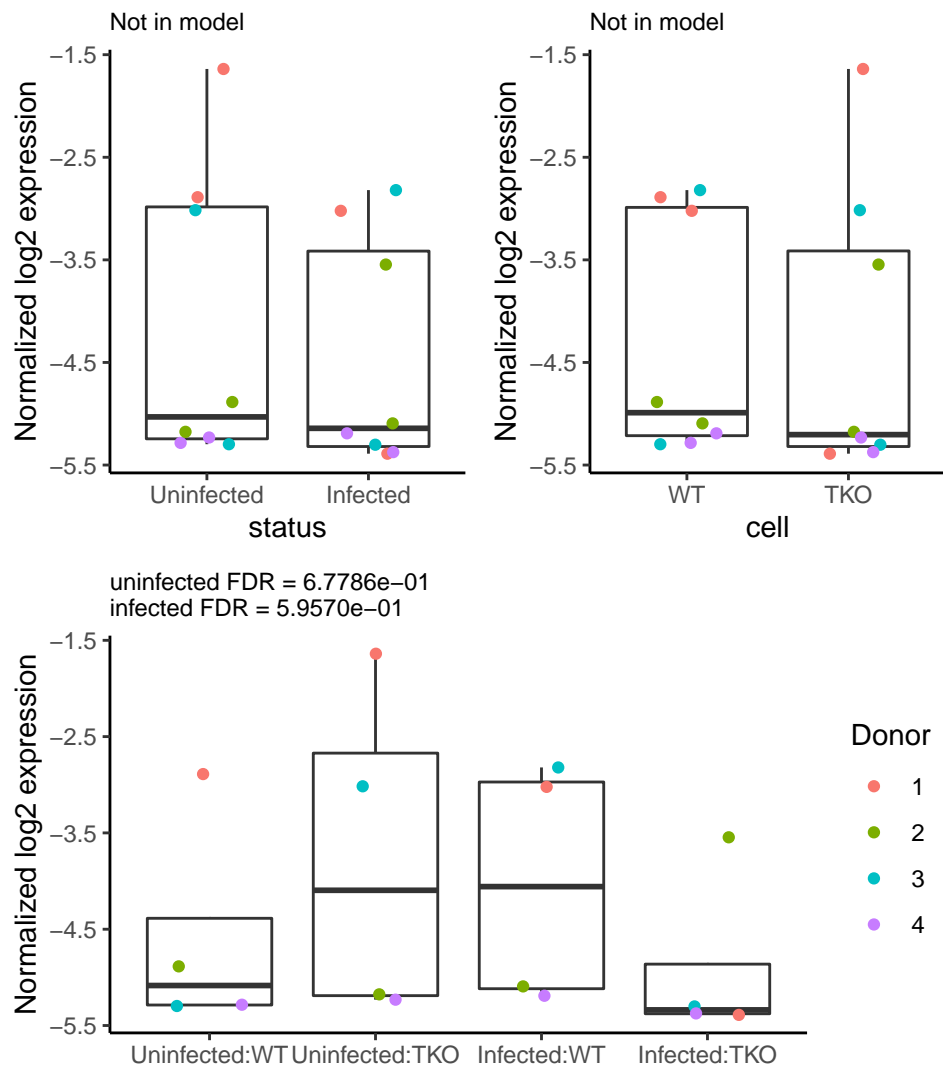 Not in model
Normalized log2 expression
−1.5
−2.5
−3.5
−4.5
−5.5
Uninfected Infected
status
Not in model
Normalized log2 expression
−1.5
−2.5
−3.5
−4.5
−5.5
WT TKO
cell
uninfected FDR = 6.7786e−01
infected FDR = 5.9570e−01
Normalized log2 expression
−1.5
−2.5
−3.5
−4.5
−5.5
Uninfected:WT Uninfected:TKO Infected:WT Infected:TKO
Donor
1
2
3
4